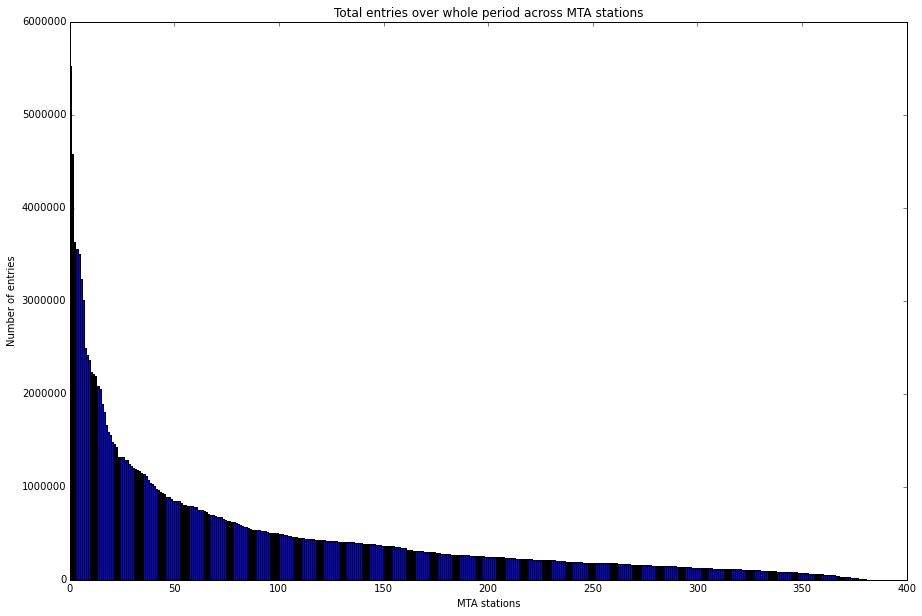 Total entries over whole period across MTA stations
6000000
5000000
4000000
3000000
2000000
1000000
0
Number of entries
0 50 100 150 200 250 300 350 400
MTA stations